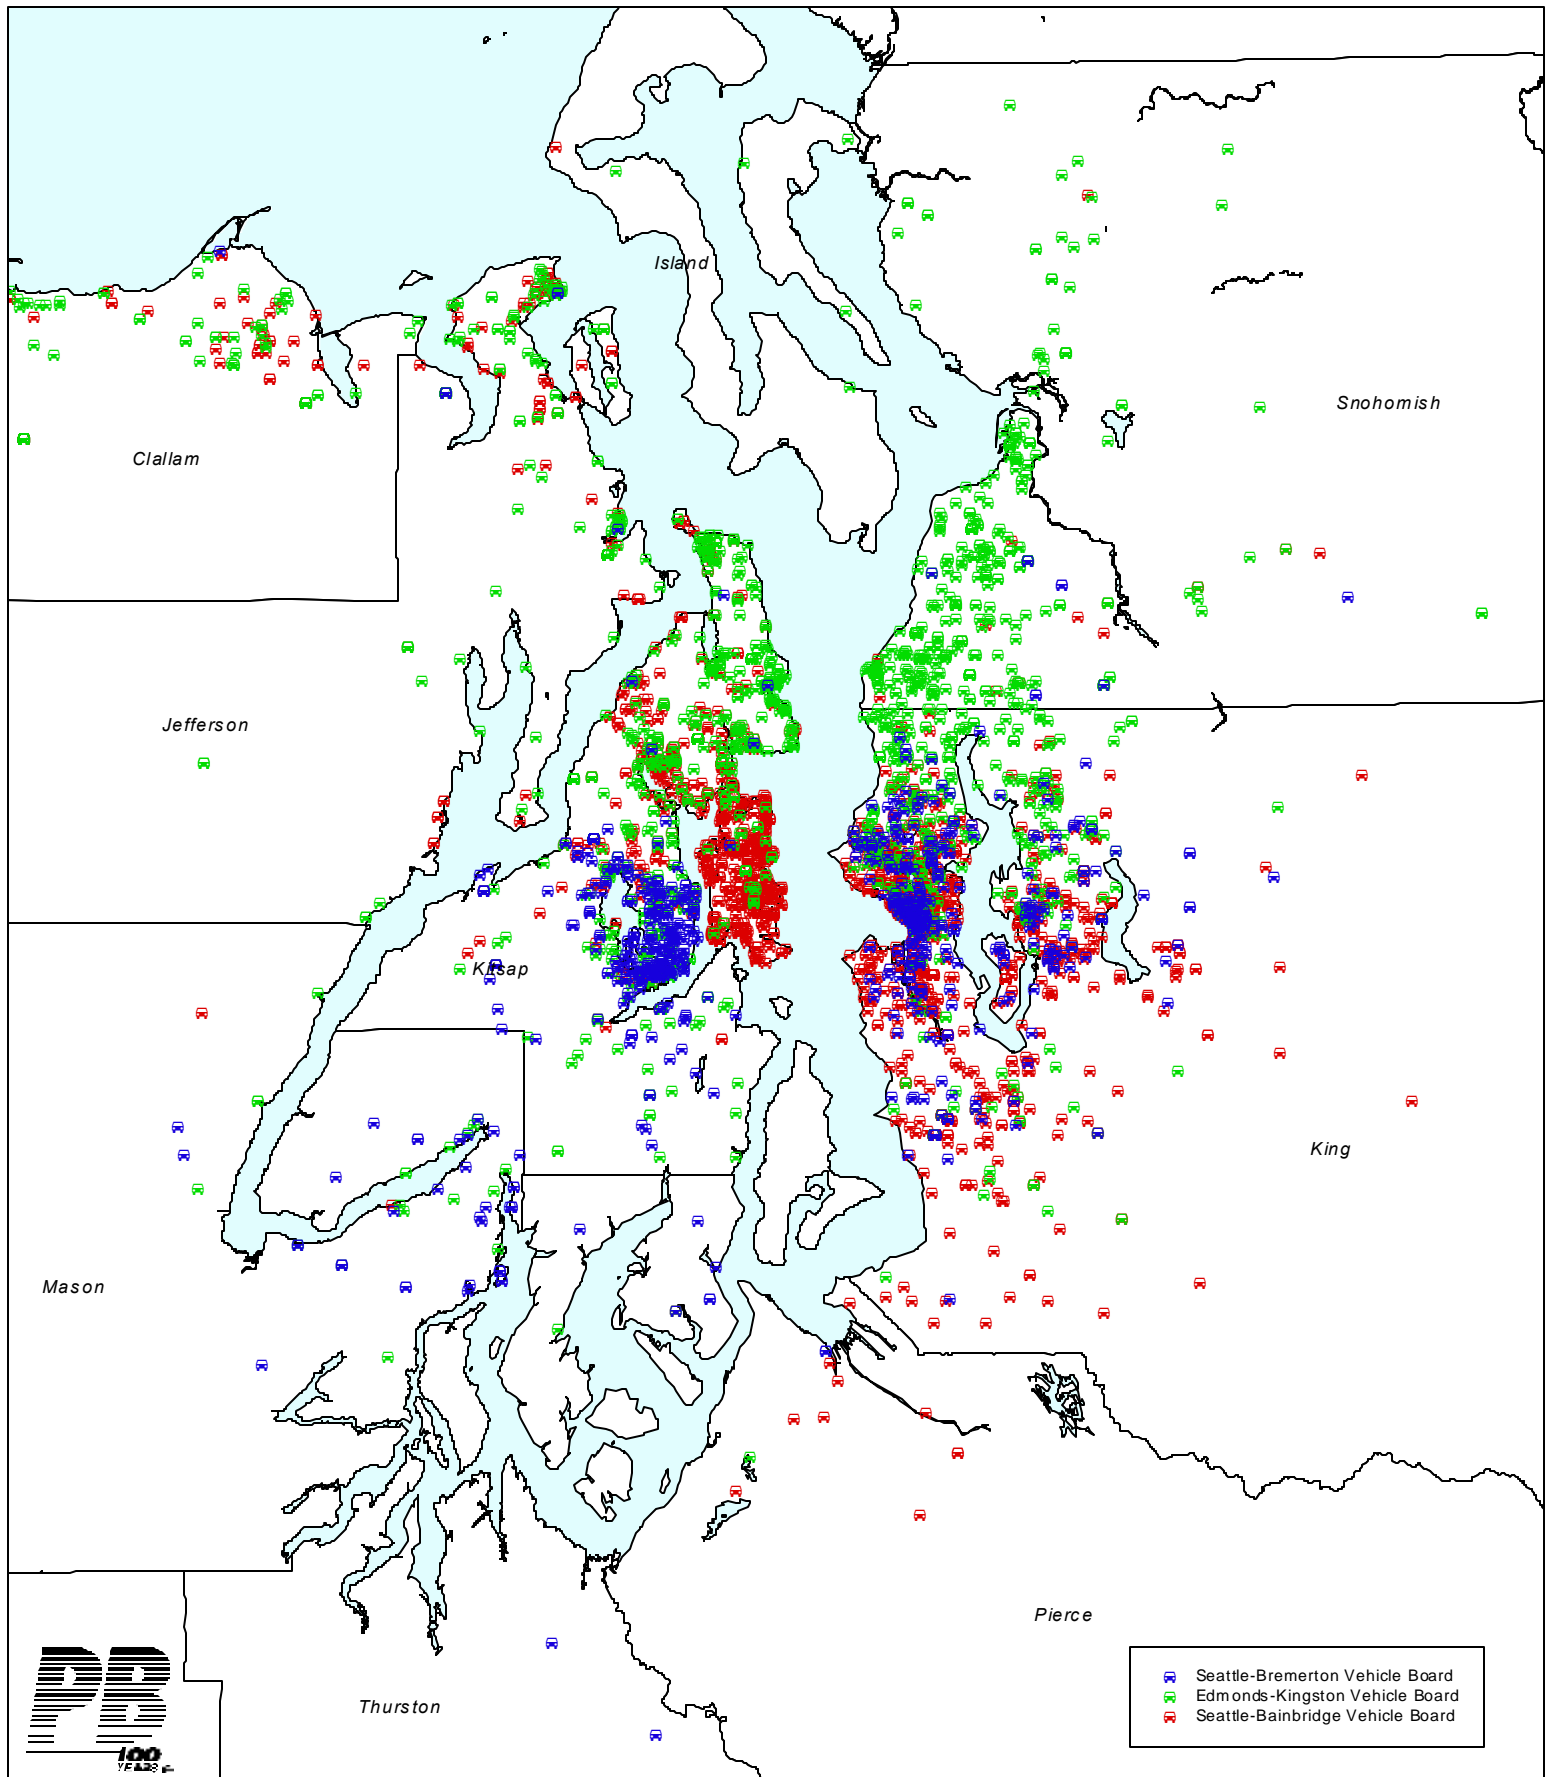 Island
Snohomish
Clallam
Jefferson
Kitsap
King
Mason
Pierce
Seattle-Bremerton Vehicle Board
Edmonds-Kingston Vehicle Board
Seattle-Bainbridge Vehicle Board
Thurston
PB
100
YEARS